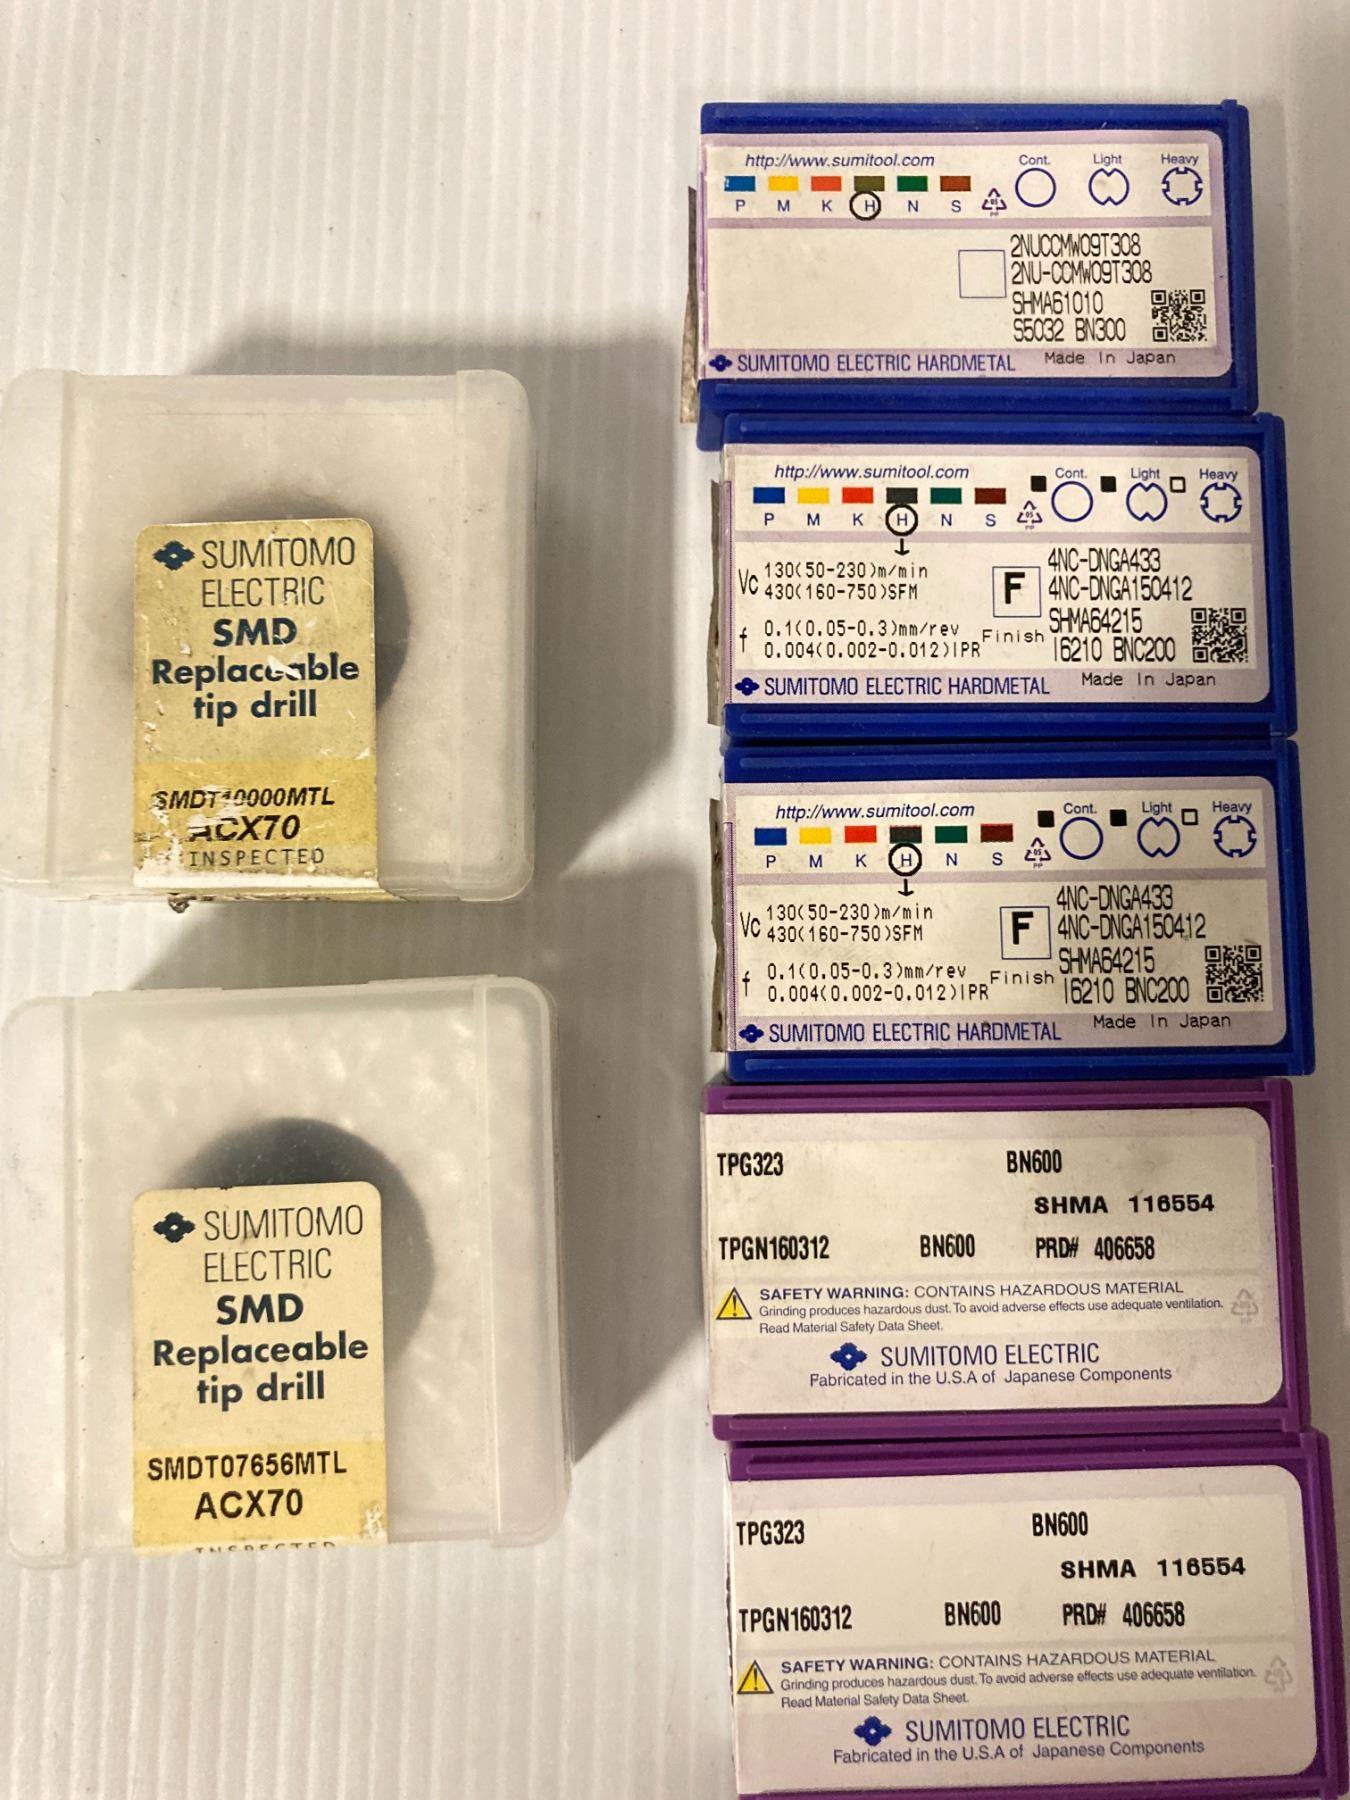 SUMITOMO
ELECTRIC
SMD
Replaceable
tip drill
SMDT10000MTL
ACX70
INSPECTED
SUMITOMO
ELECTRIC
SMD
Replaceable
tip drill
SMDT07656MTL
ACX70
INSPECTED
http://www.sumitool.com
Cont. Light Heavy
P M K H N S
05
PP
2NUCCMW09T308
2NU-CCMW09T308
SHMA61010
S5032 BN300
SUMITOMO ELECTRIC HARDMETAL Made In Japan
http://www.sumitool.com
Cont. Light Heavy
P M K H N S
05
PP
Vc 130(50-230)m/min
430(160-750)SFM
f 0.1(0.05-0.3)mm/rev
0.004(0.002-0.012)IPR
F
Finish
4NC-DNGA433
4NC-DNGA150412
SHMA64215
I6210 BNC200
SUMITOMO ELECTRIC HARDMETAL Made In Japan
http://www.sumitool.com
Cont. Light Heavy
P M K H N S
05
PP
Vc 130(50-230)m/min
430(160-750)SFM
f 0.1(0.05-0.3)mm/rev
0.004(0.002-0.012)IPR
F
Finish
4NC-DNGA433
4NC-DNGA150412
SHMA64215
I6210 BNC200
SUMITOMO ELECTRIC HARDMETAL Made In Japan
TPG323 BN600
SHMA 116554
TPGN160312 BN600 PRD# 406658
SAFETY WARNING: CONTAINS HAZARDOUS MATERIAL
Grinding produces hazardous dust. To avoid adverse effects use adequate ventilation.
Read Material Safety Data Sheet.
SUMITOMO ELECTRIC
Fabricated in the U.S.A of Japanese Components
TPG323 BN600
SHMA 116554
TPGN160312 BN600 PRD# 406658
SAFETY WARNING: CONTAINS HAZARDOUS MATERIAL
Grinding produces hazardous dust. To avoid adverse effects use adequate ventilation.
Read Material Safety Data Sheet.
SUMITOMO ELECTRIC
Fabricated in the U.S.A of Japanese Components